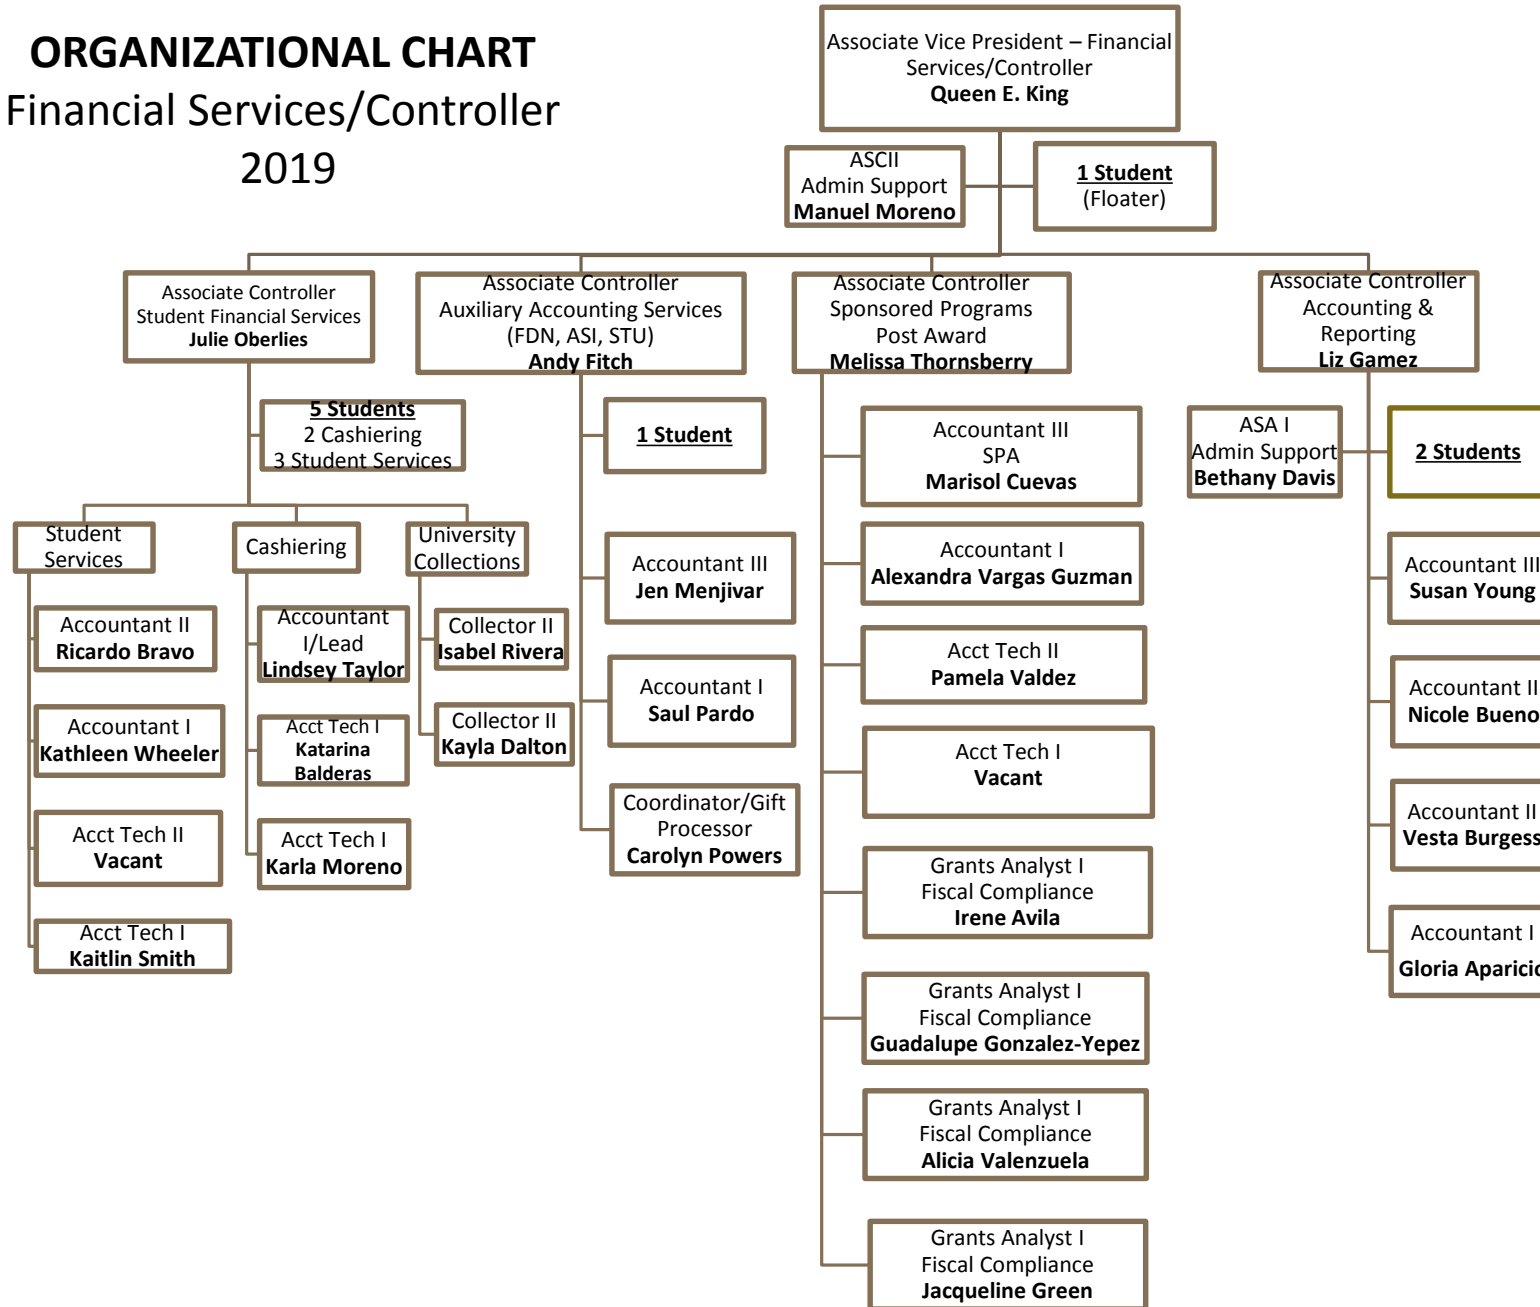 ORGANIZATIONAL CHART
Financial Services/Controller
2019
Associate Vice President – Financial
Services/Controller
Queen E. King
ASCII
Admin Support
Manuel Moreno
1 Student
(Floater)
Associate Controller
Student Financial Services
Julie Oberlies
Associate Controller
Auxiliary Accounting Services
(FDN, ASI, STU)
Andy Fitch
Associate Controller
Sponsored Programs
Post Award
Melissa Thornsberry
Associate Controller
Accounting &
Reporting
Liz Gamez
5 Students
2 Cashiering
3 Student Services
Student
Services
Accountant II
Ricardo Bravo
Accountant I
Kathleen Wheeler
Acct Tech II
Vacant
Acct Tech I
Kaitlin Smith
Cashiering
Accountant
I/Lead
Lindsey Taylor
Acct Tech I
Katarina
Balderas
Acct Tech I
Karla Moreno
University
Collections
Collector II
Isabel Rivera
Collector II
Kayla Dalton
1 Student
Accountant III
Jen Menjivar
Accountant I
Saul Pardo
Coordinator/Gift
Processor
Carolyn Powers
Accountant III
SPA
Marisol Cuevas
Accountant I
Alexandra Vargas Guzman
Acct Tech II
Pamela Valdez
Acct Tech I
Vacant
Grants Analyst I
Fiscal Compliance
Irene Avila
Grants Analyst I
Fiscal Compliance
Guadalupe Gonzalez-Yepez
Grants Analyst I
Fiscal Compliance
Alicia Valenzuela
Grants Analyst I
Fiscal Compliance
Jacqueline Green
ASA I
Admin Support
Bethany Davis
2 Students
Accountant III
Susan Young
Accountant II
Nicole Bueno
Accountant II
Vesta Burgess
Accountant I
Gloria Aparicio